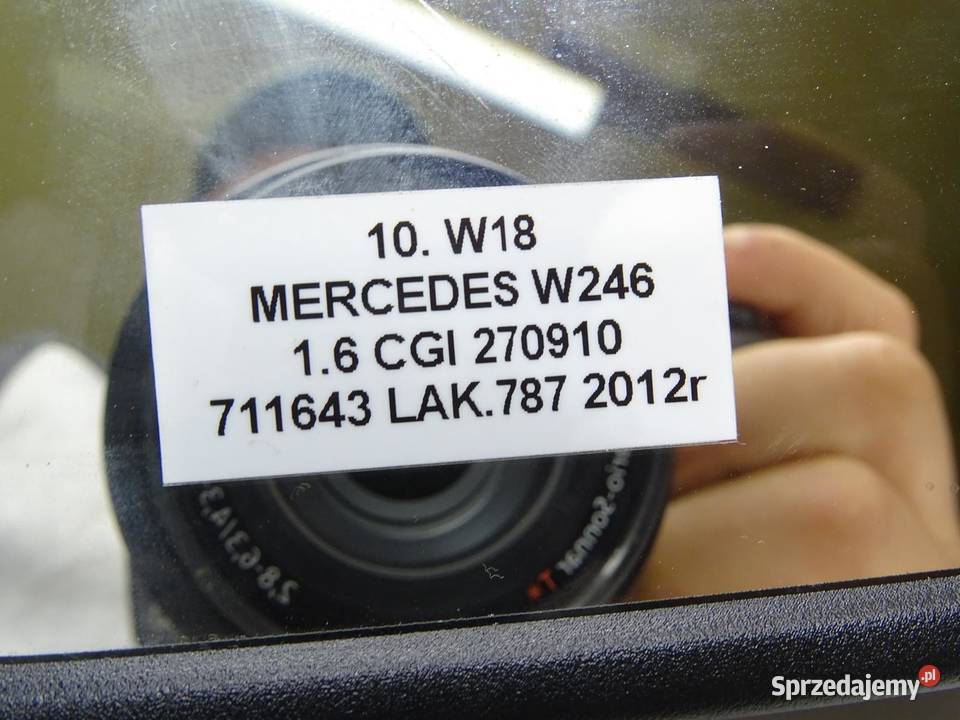 10. W18
MERCEDES W246
1.6 CGI 270910
711643 LAK.787 2012r
Sprzedajemy.pl